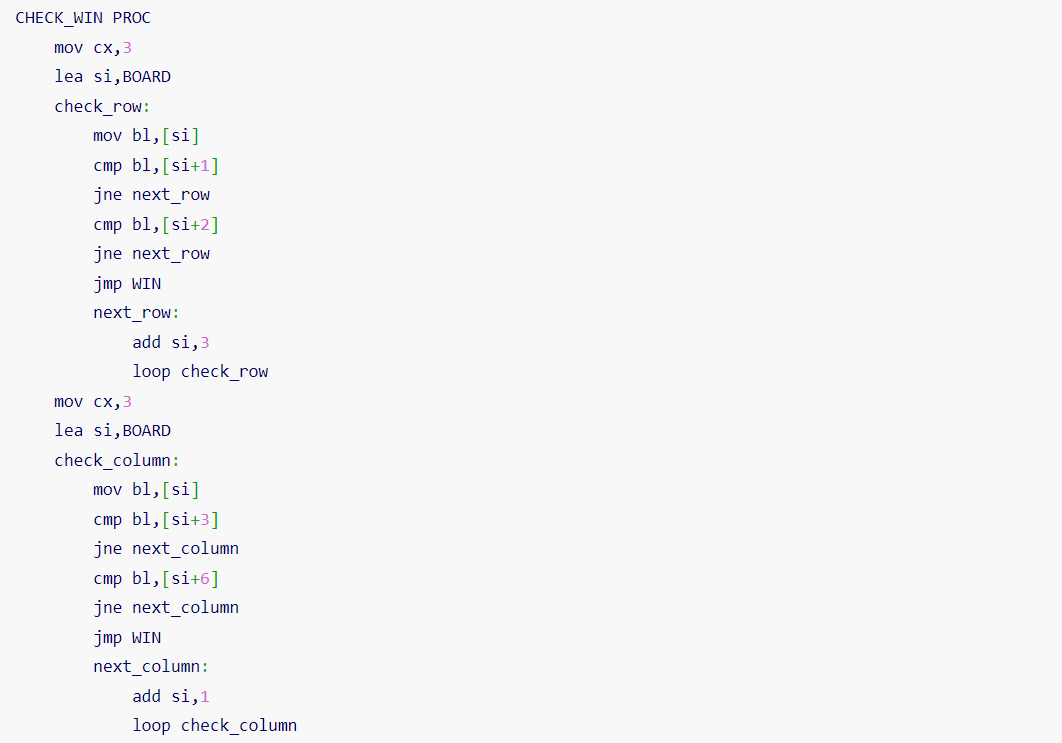 CHECK_WIN PROC
    mov cx,3
    lea si,BOARD
    check_row:
        mov bl,[si]
        cmp bl,[si+1]
        jne next_row
        cmp bl,[si+2]
        jne next_row
        jmp WIN
        next_row:
            add si,3
            loop check_row
    mov cx,3
    lea si,BOARD
    check_column:
        mov bl,[si]
        cmp bl,[si+3]
        jne next_column
        cmp bl,[si+6]
        jne next_column
        jmp WIN
        next_column:
            add si,1
            loop check_column